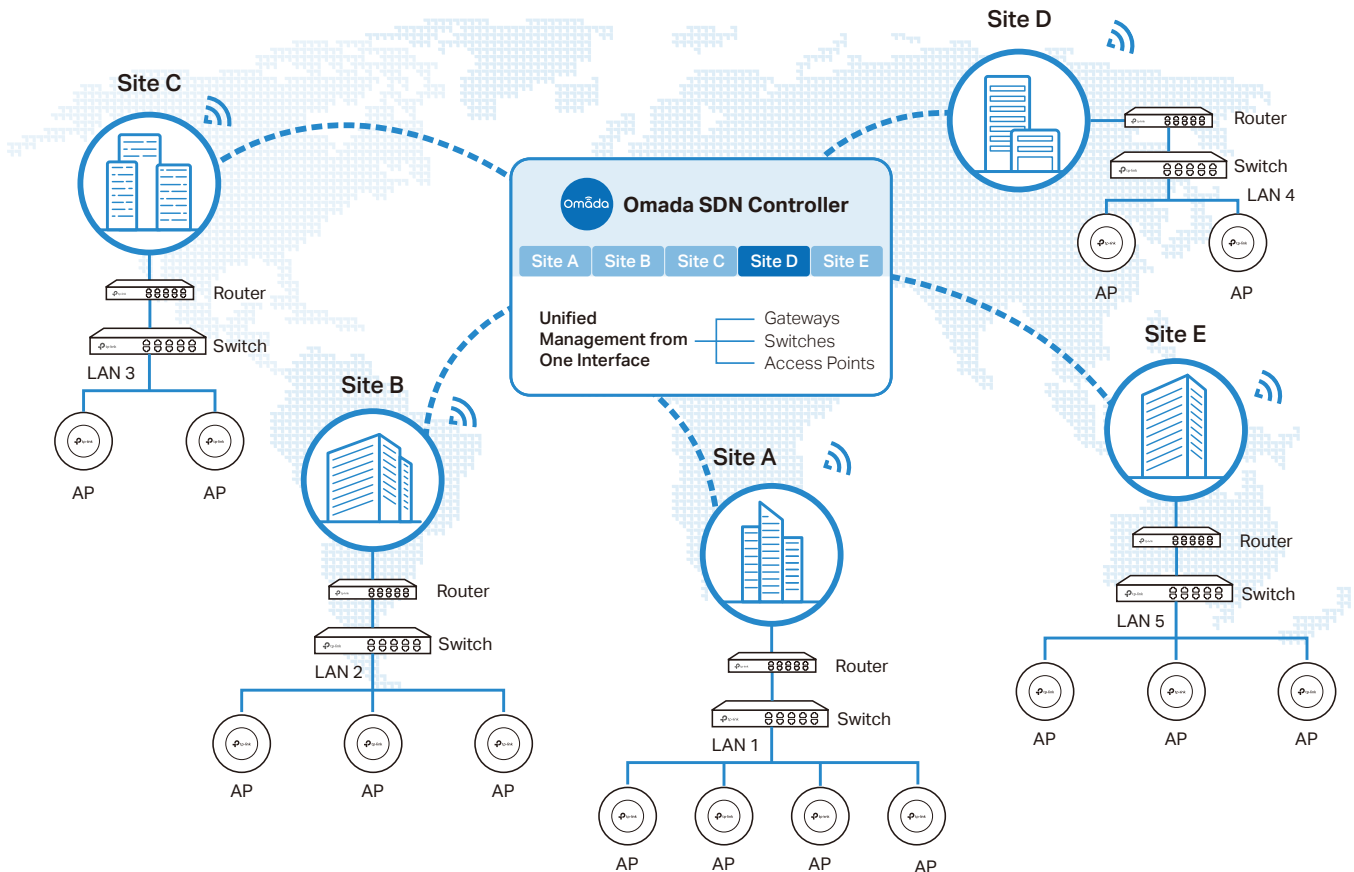 Site D
Site C
Router
Switch
LAN 4
AP
AP
Omada
Omada SDN Controller
Site A
Site B
Site C
Site D
Site E
Unified
Management from
One Interface
Gateways
Switches
Access Points
Router
Switch
LAN 3
AP
AP
Site B
Router
Switch
LAN 2
AP
AP
AP
Site A
Router
Switch
LAN 1
AP
AP
AP
AP
Site E
Router
Switch
LAN 5
AP
AP
AP